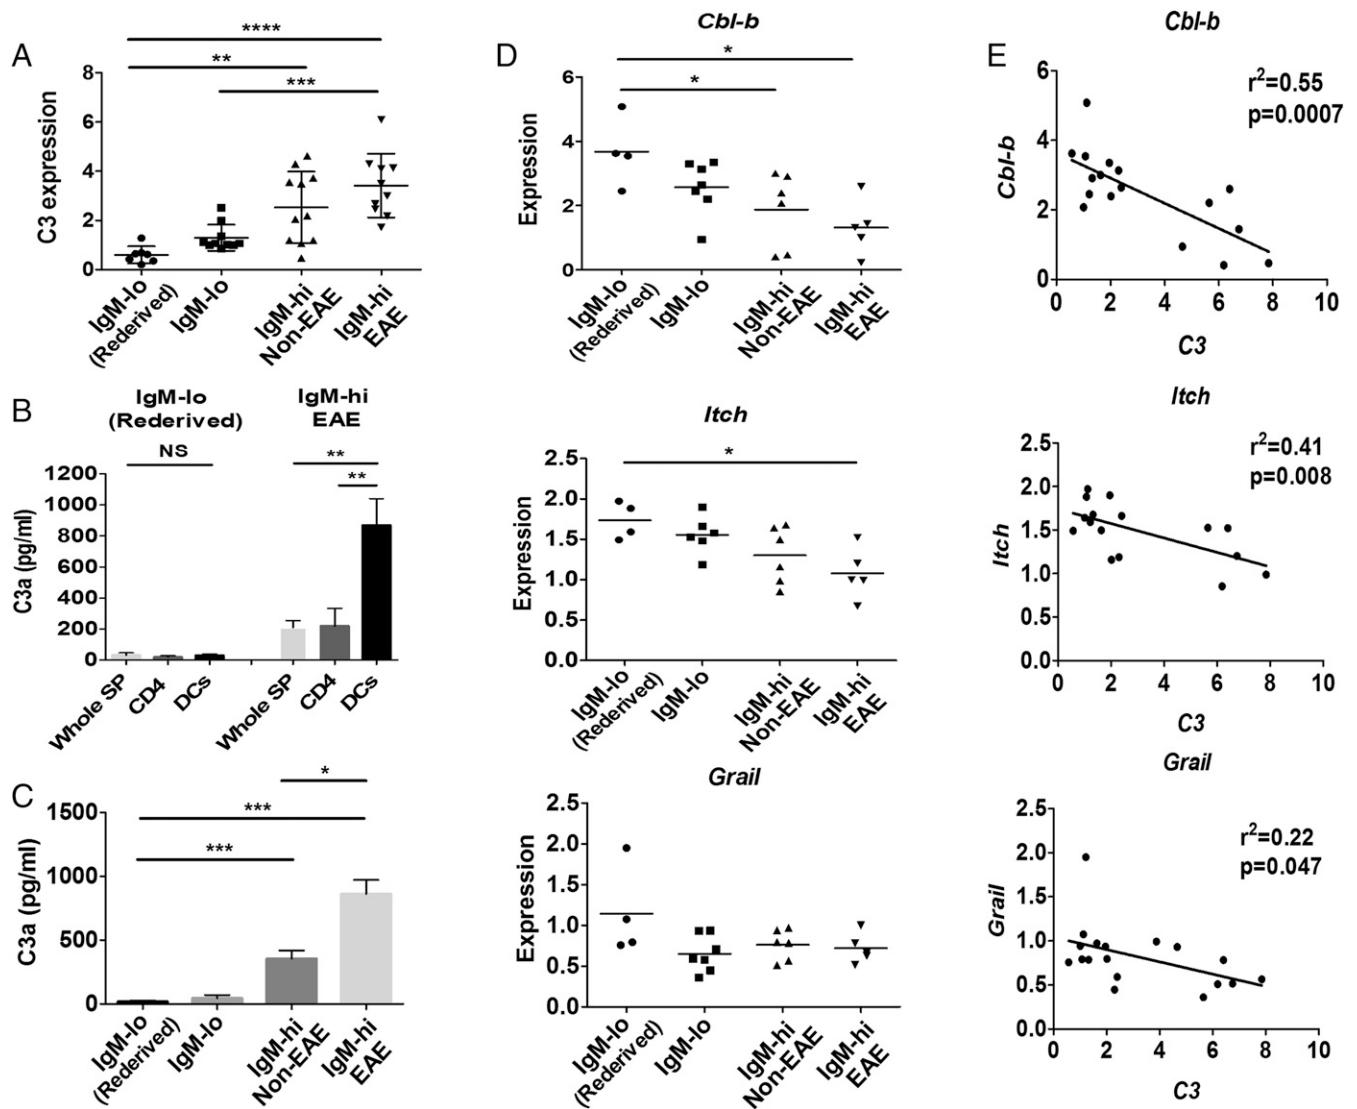 A
****
**
***
C3 expression
8
6
4
2
0
IgM-lo
(Rederived)
IgM-lo
IgM-hi
Non-EAE
IgM-hi
EAE
B
IgM-lo
(Rederived)
IgM-hi
EAE
NS
**
**
C3a (pg/ml)
1200
1000
800
600
400
200
0
Whole SP
CD4
DCs
Whole SP
CD4
DCs
C
*
***
***
C3a (pg/ml)
1500
1000
500
0
IgM-lo
(Rederived)
IgM-lo
IgM-hi
Non-EAE
IgM-hi
EAE
D
Cbl-b
*
*
Expression
6
4
2
0
IgM-lo
(Rederived)
IgM-lo
IgM-hi
Non-EAE
IgM-hi
EAE
Itch
*
Expression
2.5
2.0
1.5
1.0
0.5
0.0
IgM-lo
(Rederived)
IgM-lo
IgM-hi
Non-EAE
IgM-hi
EAE
Grail
Expression
2.5
2.0
1.5
1.0
0.5
0.0
IgM-lo
(Rederived)
IgM-lo
IgM-hi
Non-EAE
IgM-hi
EAE
E
Cbl-b
r²=0.55
p=0.0007
Cbl-b
6
4
2
0
0 2 4 6 8 10
C3
Itch
r²=0.41
p=0.008
Itch
2.5
2.0
1.5
1.0
0.5
0.0
0 2 4 6 8 10
C3
Grail
r²=0.22
p=0.047
Grail
2.5
2.0
1.5
1.0
0.5
0.0
0 2 4 6 8 10
C3